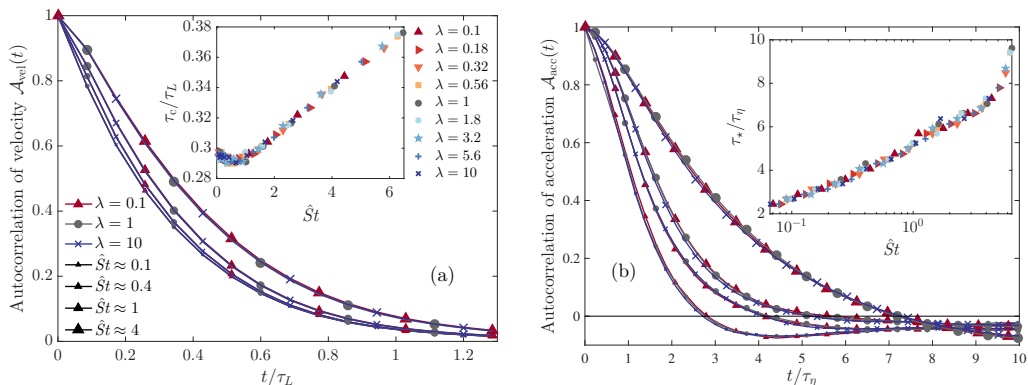 Autocorrelation of velocity 𝒜vel(t)
1
0.8
0.6
0.4
0.2
0
0
0.2
0.4
0.6
0.8
1
1.2
t/τL
(a)
λ = 0.1
λ = 1
λ = 10
Ŝt ≈ 0.1
Ŝt ≈ 0.4
Ŝt ≈ 1
Ŝt ≈ 4
τc/τL
0.38
0.36
0.34
0.32
0.3
0.28
0
2
4
6
Ŝt
λ = 0.1
λ = 0.18
λ = 0.32
λ = 0.56
λ = 1
λ = 1.8
λ = 3.2
λ = 5.6
λ = 10
Autocorrelation of acceleration 𝒜acc(t)
1
0.8
0.6
0.4
0.2
0
0
1
2
3
4
5
6
7
8
9
10
t/τη
(b)
τ⋆/τη
10
8
6
4
2
10⁻¹
10⁰
Ŝt